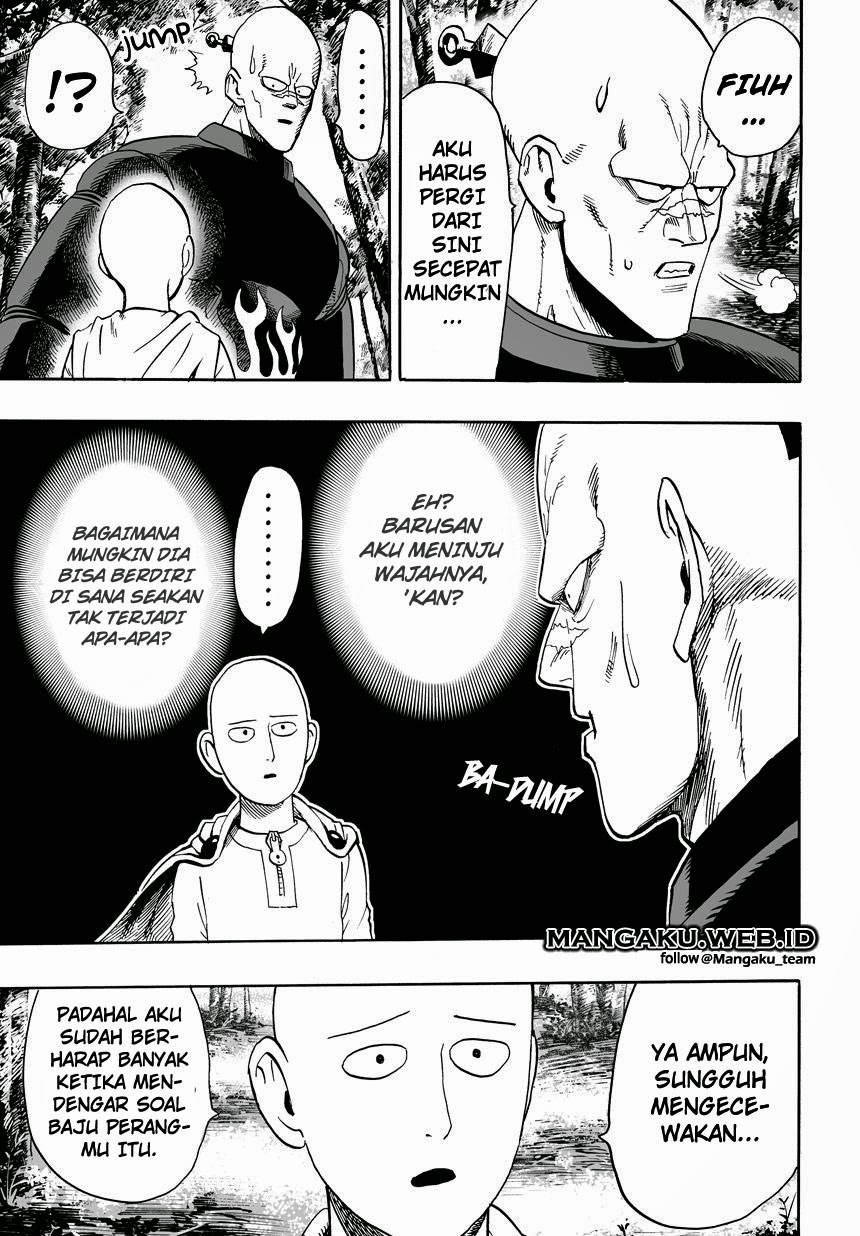 FIUH
...
AKU
HARUS
PERGI
DARI
SINI
SECEPAT
MUNGKIN
...
......
JUMP
!?
EH?
BARUSAN
AKU MENINJU
WAJAHNYA,
'KAN?
.......
BAGAIMANA
MUNGKIN DIA
BISA BERDIRI
DI SANA SEAKAN
TAK TERJADI
APA-APA?
BA-DUMP
MANGAKU.WEB.ID
follow @Mangaku_team
YA AMPUN,
SUNGGUH
MENGECE-
WAKAN...
PADAHAL AKU
SUDAH BER-
HARAP BANYAK
KETIKA MEN-
DENGAR SOAL
BAJU PERANG-
MU ITU.